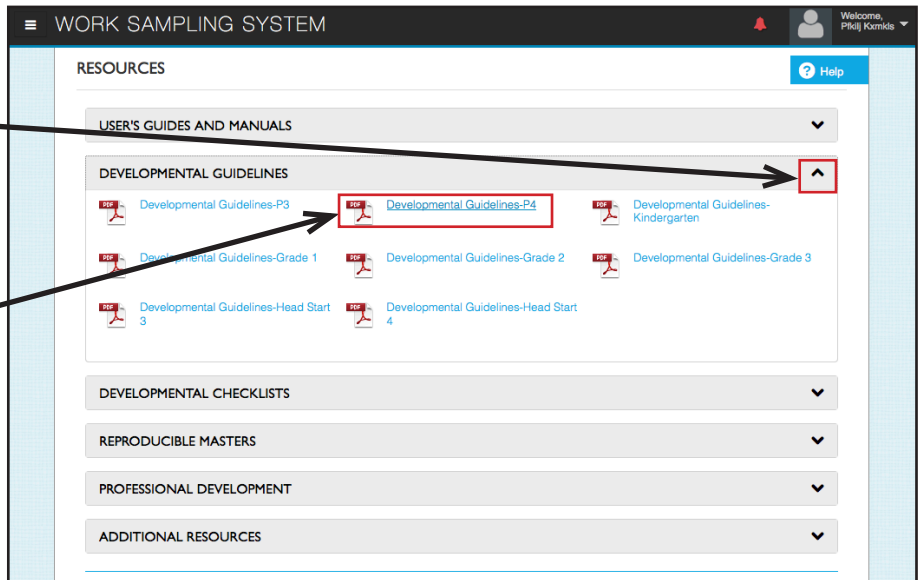 WORK SAMPLING SYSTEM
Welcome,
Pfkilj Kxmkls
RESOURCES
? Help
USER'S GUIDES AND MANUALS
DEVELOPMENTAL GUIDELINES
PDF Developmental Guidelines-P3
PDF Developmental Guidelines-P4
PDF Developmental Guidelines-
Kindergarten
PDF Developmental Guidelines-Grade 1
PDF Developmental Guidelines-Grade 2
PDF Developmental Guidelines-Grade 3
PDF Developmental Guidelines-Head Start
3
PDF Developmental Guidelines-Head Start
4
DEVELOPMENTAL CHECKLISTS
REPRODUCIBLE MASTERS
PROFESSIONAL DEVELOPMENT
ADDITIONAL RESOURCES